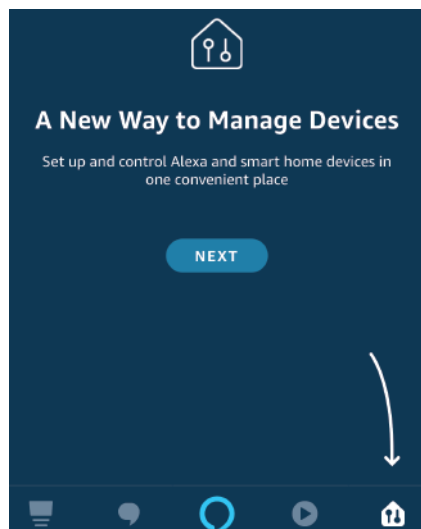 A New Way to Manage Devices
Set up and control Alexa and smart home devices in
one convenient place
NEXT